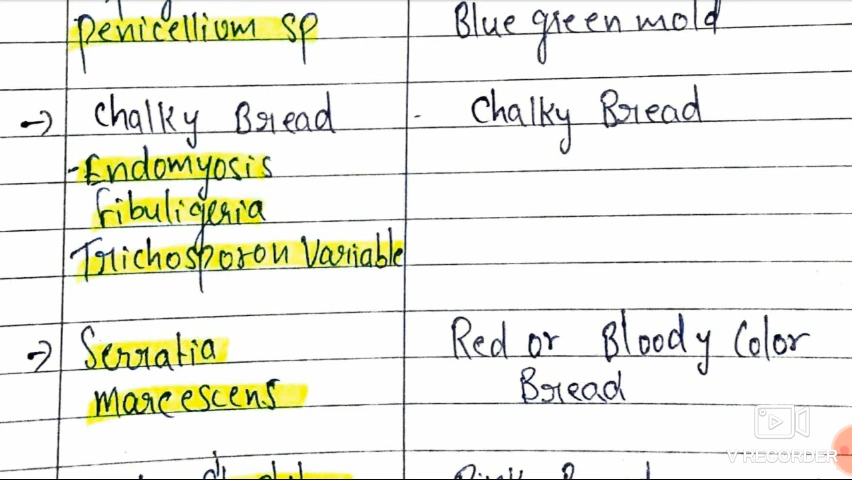 Penicellium sp Blue green mold
→ Chalky Bread - Chalky Bread
- Endomyosis
fibuligeria
Trichosporon Variable
→ Serratia Red or Bloody Color
Marcescens Bread
VRECORDER